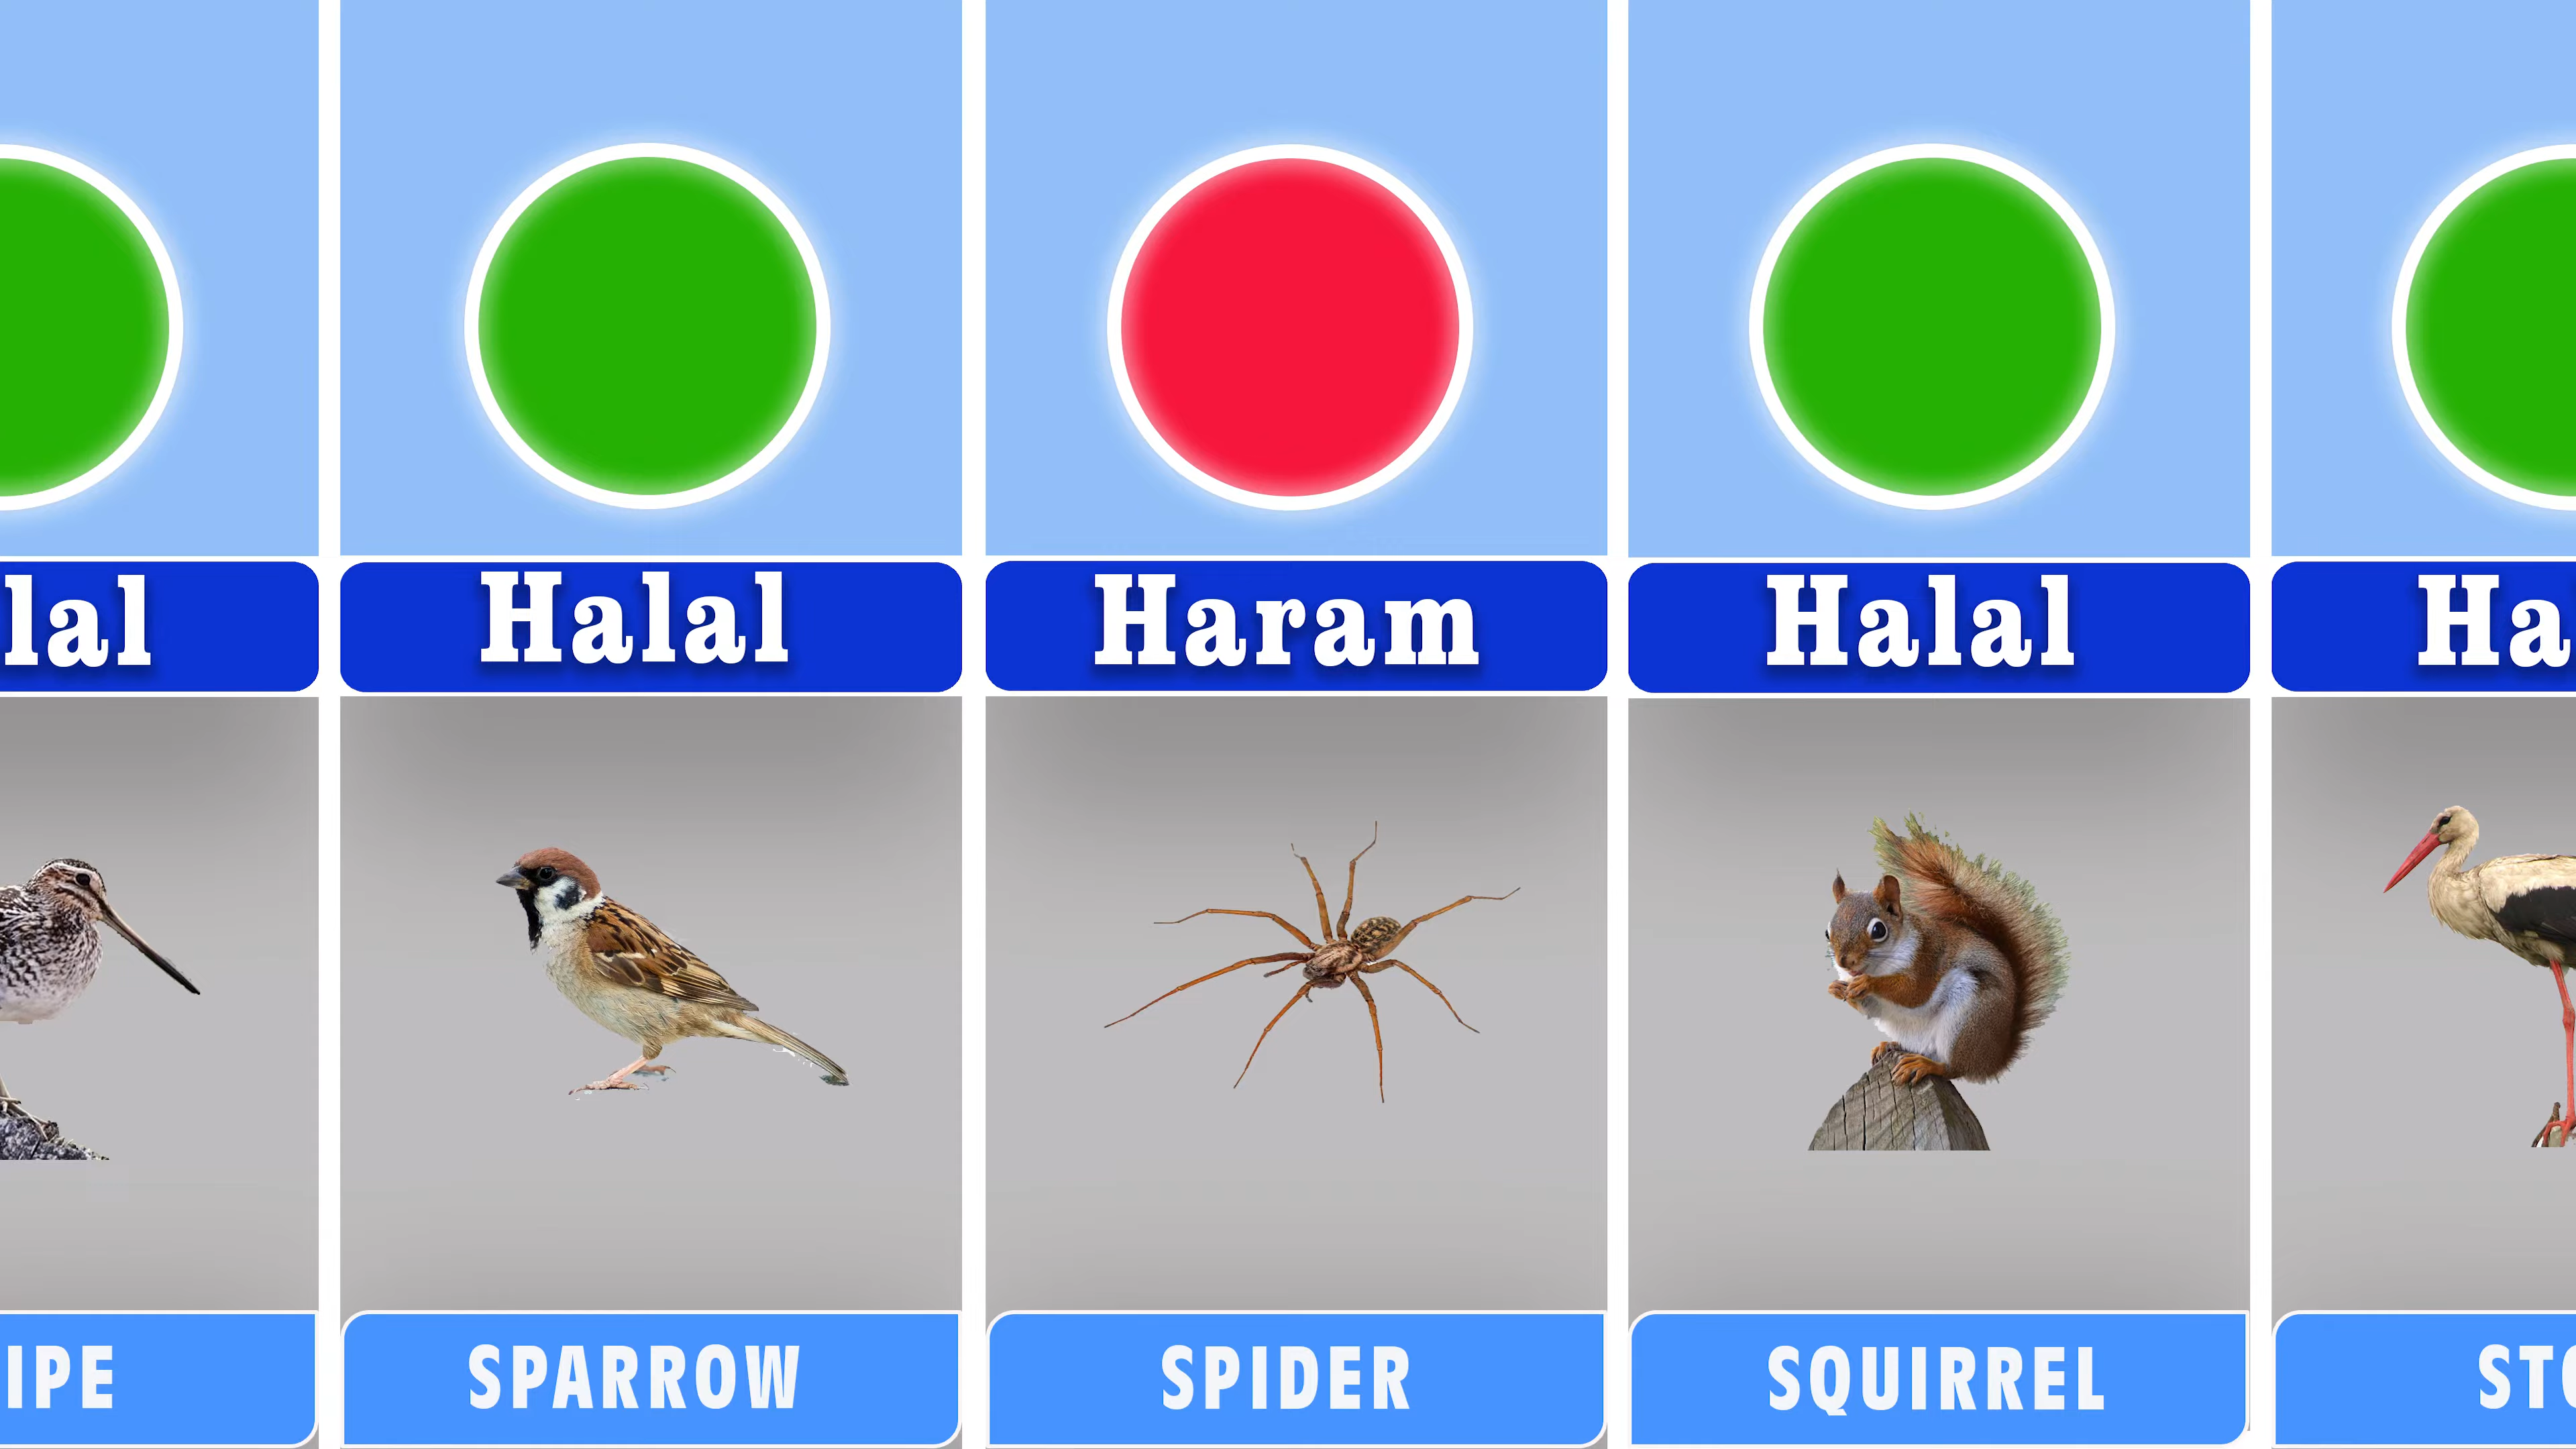 lal
Halal
Haram
Halal
Ha
IPE
SPARROW
SPIDER
SQUIRREL
STO